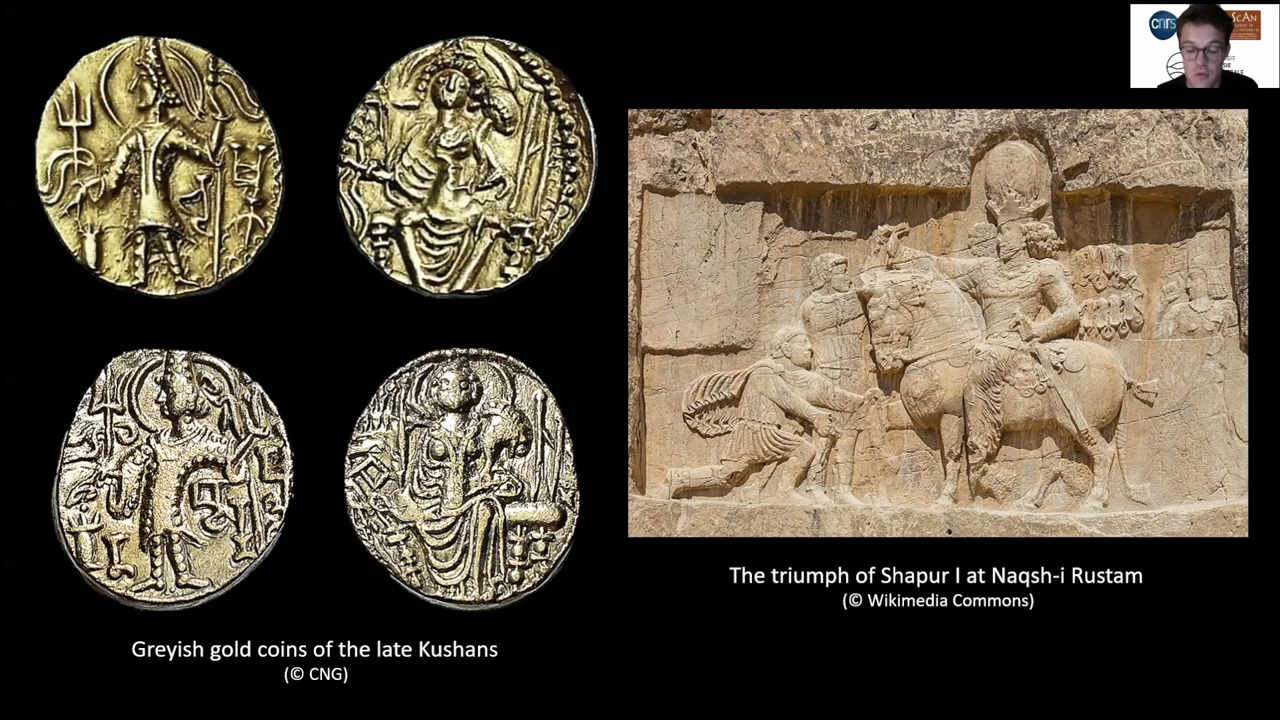 cnrs
Greyish gold coins of the late Kushans
(© CNG)
The triumph of Shapur I at Naqsh-i Rustam
(© Wikimedia Commons)